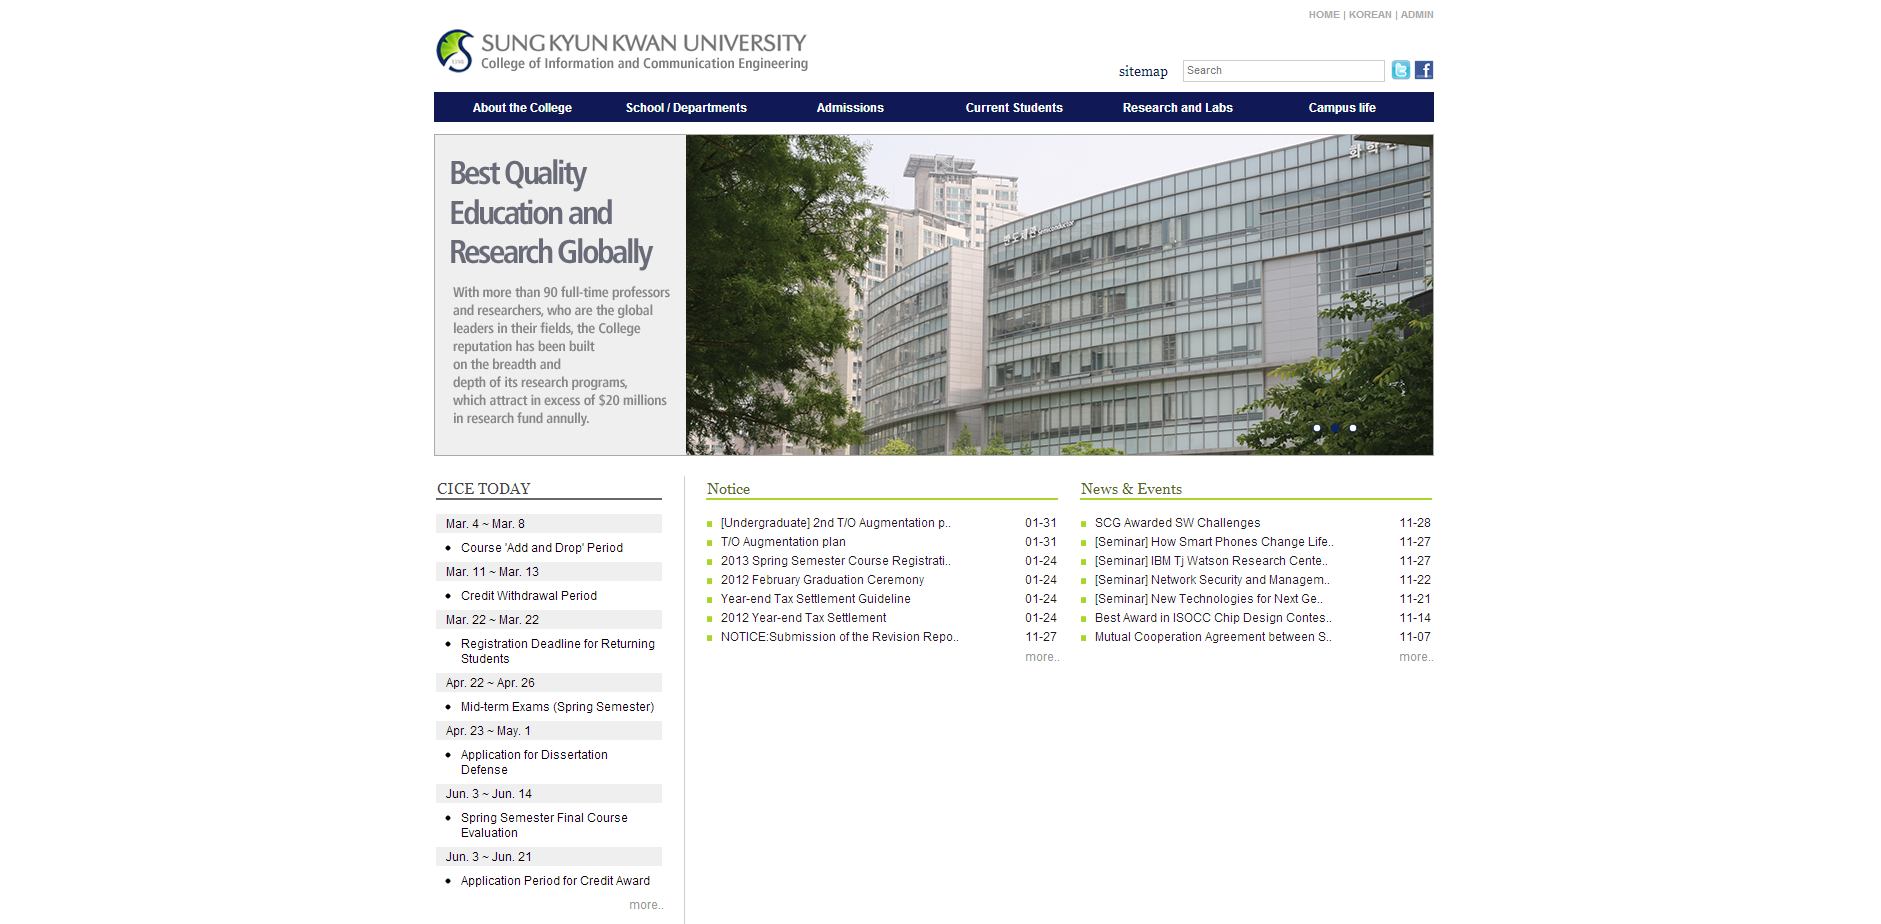 HOME | KOREAN | ADMIN
SUNGKYUNKWAN UNIVERSITY
College of Information and Communication Engineering
1398
sitemap
Search
About the College School / Departments Admissions Current Students Research and Labs Campus life
Best Quality
Education and
Research Globally
With more than 90 full-time professors
and researchers, who are the global
leaders in their fields, the College
reputation has been built
on the breadth and
depth of its research programs,
which attract in excess of $20 millions
in research fund annully.
반도체관 Semiconductor
화학관
CICE TODAY
Mar. 4 ~ Mar. 8
Course 'Add and Drop' Period
Mar. 11 ~ Mar. 13
Credit Withdrawal Period
Mar. 22 ~ Mar. 22
Registration Deadline for Returning
Students
Apr. 22 ~ Apr. 26
Mid-term Exams (Spring Semester)
Apr. 23 ~ May. 1
Application for Dissertation
Defense
Jun. 3 ~ Jun. 14
Spring Semester Final Course
Evaluation
Jun. 3 ~ Jun. 21
Application Period for Credit Award
more..
Notice
[Undergraduate] 2nd T/O Augmentation p.. 01-31
T/O Augmentation plan 01-31
2013 Spring Semester Course Registrati.. 01-24
2012 February Graduation Ceremony 01-24
Year-end Tax Settlement Guideline 01-24
2012 Year-end Tax Settlement 01-24
NOTICE:Submission of the Revision Repo.. 11-27
more..
News & Events
SCG Awarded SW Challenges 11-28
[Seminar] How Smart Phones Change Life.. 11-27
[Seminar] IBM Tj Watson Research Cente.. 11-27
[Seminar] Network Security and Managem.. 11-22
[Seminar] New Technologies for Next Ge.. 11-21
Best Award in ISOCC Chip Design Contes.. 11-14
Mutual Cooperation Agreement between S.. 11-07
more..